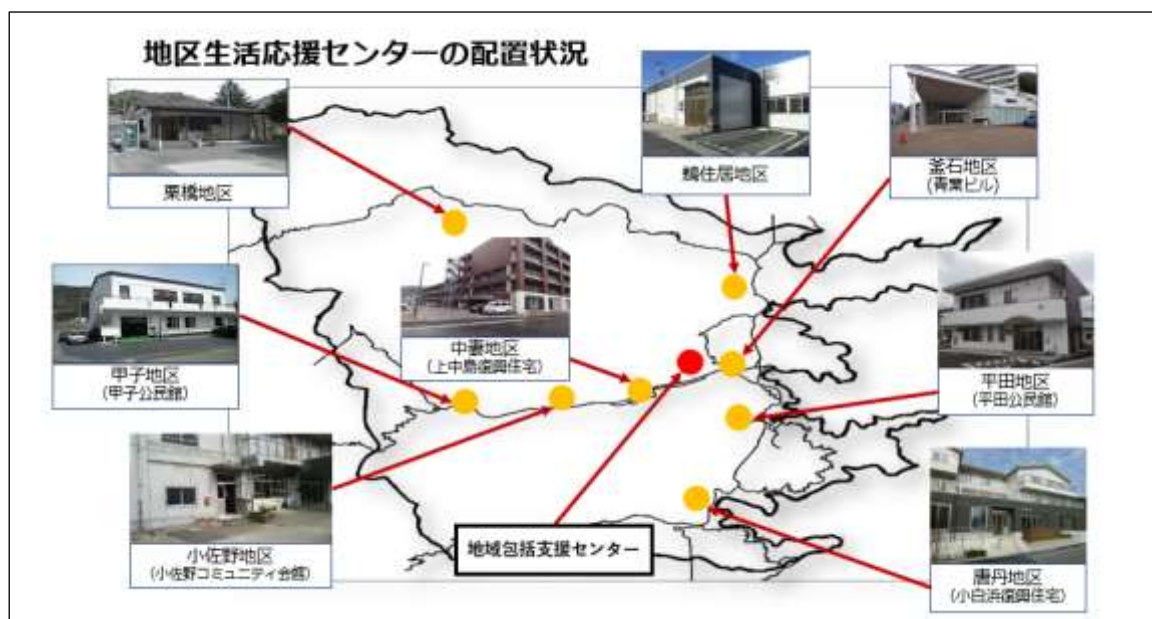 地区生活応援センターの配置状況
栗橋地区
鵜住居地区
釜石地区
(青葉ビル)
甲子地区
(甲子公民館)
中妻地区
(上中島復興住宅)
平田地区
(平田公民館)
小佐野地区
(小佐野コミュニティ会館)
地域包括支援センター
唐丹地区
(小白浜復興住宅)